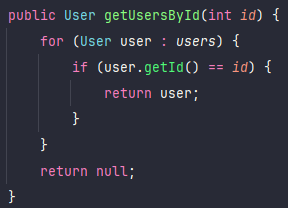 public User getUsersById(int id) {
    for (User user : users) {
        if (user.getId() == id) {
            return user;
        }
    }
    return null;
}